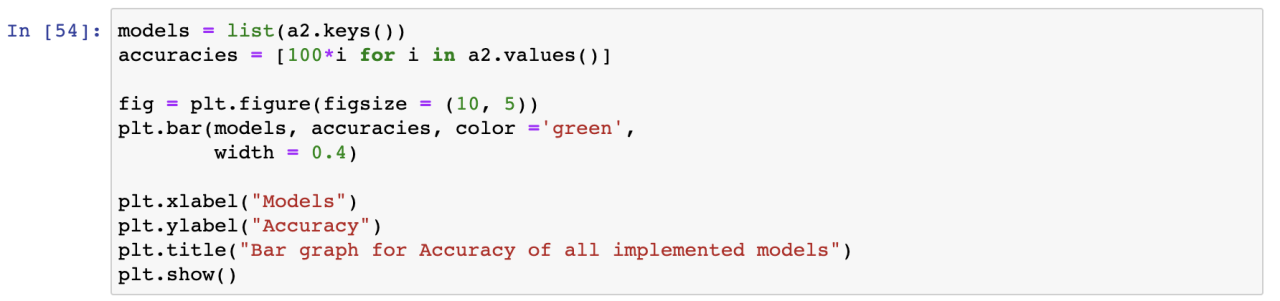 In [54]: models = list(a2.keys())
accuracies = [100*i for i in a2.values()]
fig = plt.figure(figsize = (10, 5))
plt.bar(models, accuracies, color ='green',
        width = 0.4)
plt.xlabel("Models")
plt.ylabel("Accuracy")
plt.title("Bar graph for Accuracy of all implemented models")
plt.show()